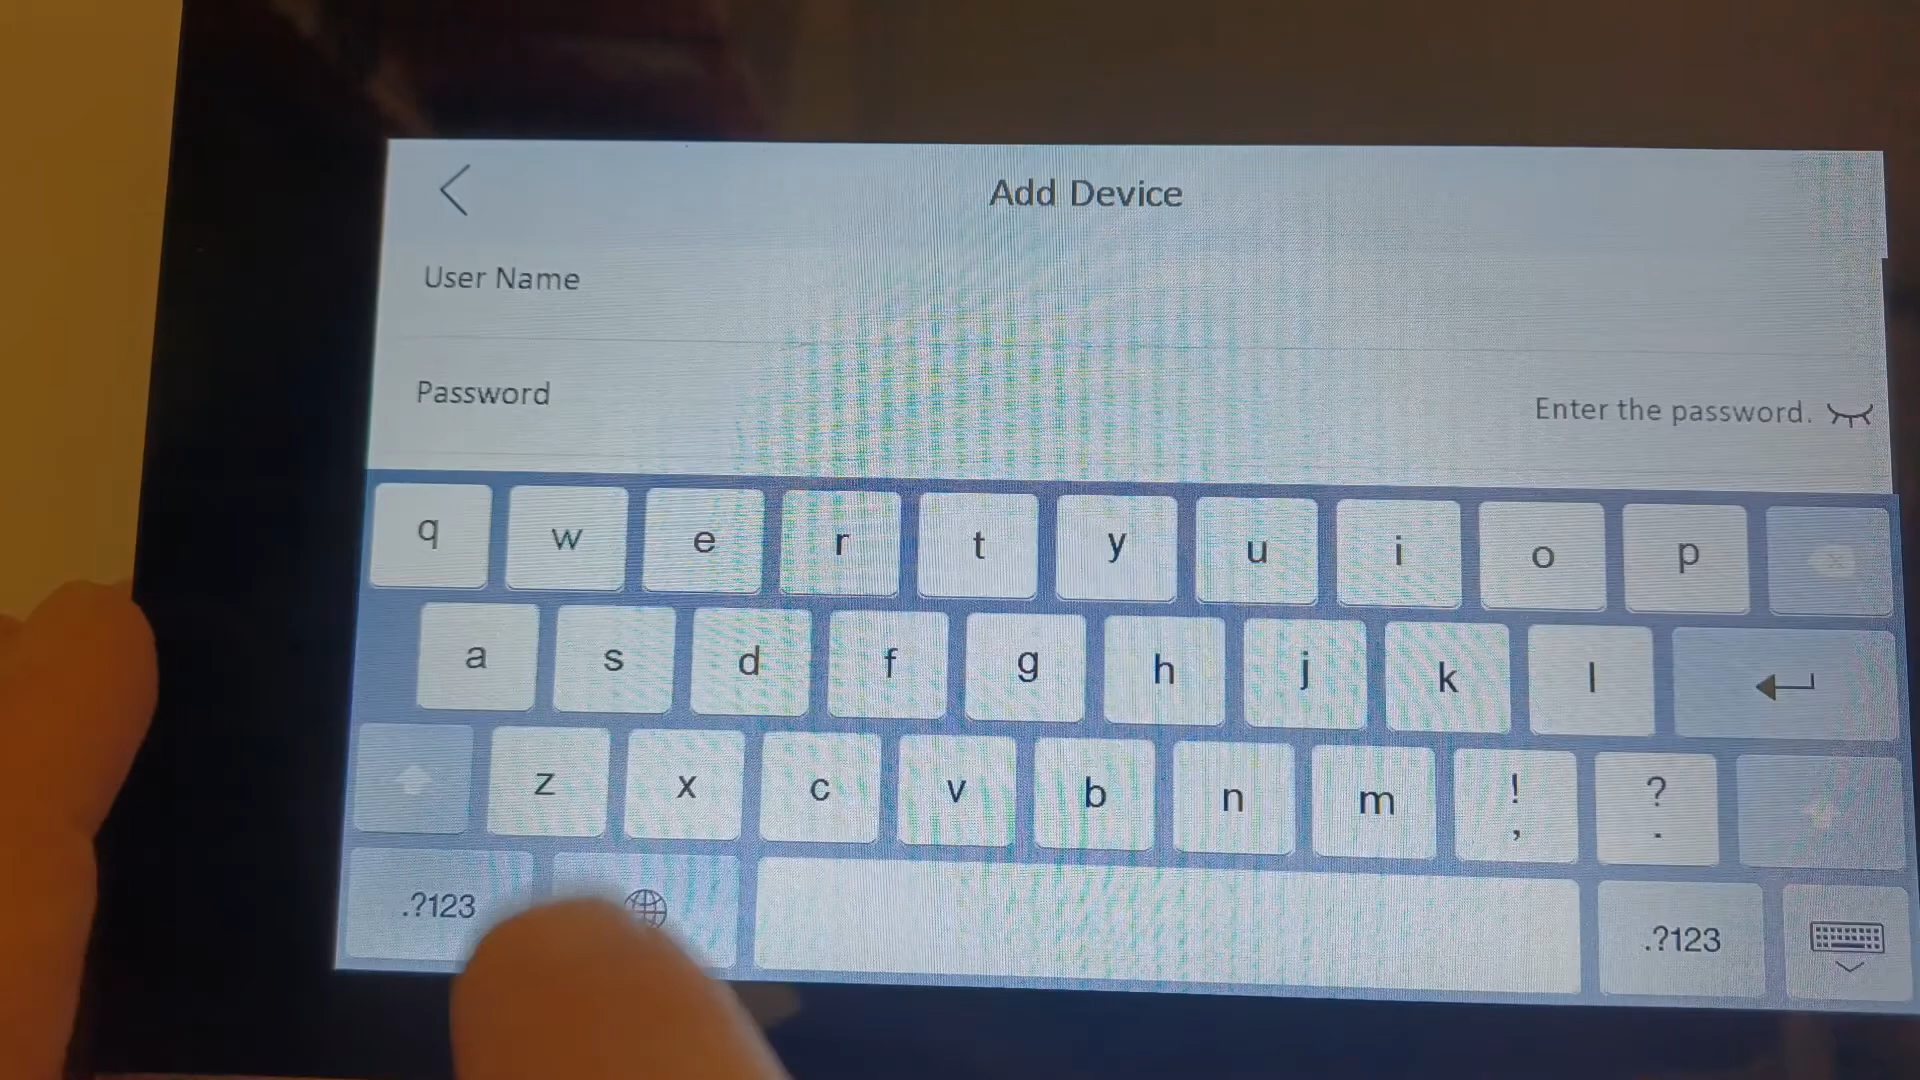 Add Device
User Name
Password
Enter the password.
q w e r t y u i o p
a s d f g h j k l
z x c v b n m ! , ? .
.?123 .?123